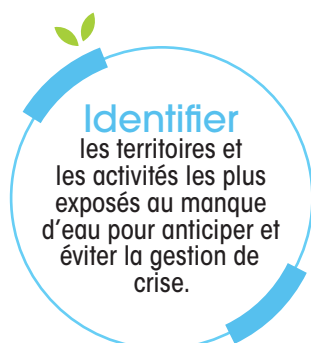 Identifier
les territoires et
les activités les plus
exposés au manque
d'eau pour anticiper et
éviter la gestion de
crise.